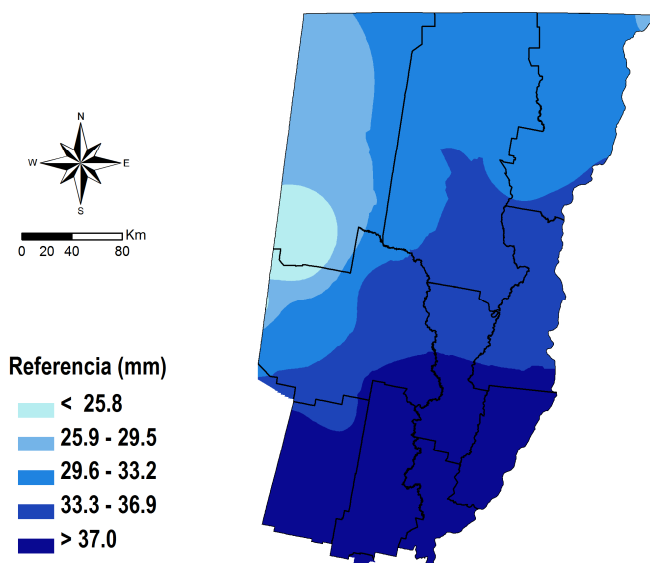 N
W E
S
Km
0 20 40 80
Referencia (mm)
< 25.8
25.9 - 29.5
29.6 - 33.2
33.3 - 36.9
> 37.0